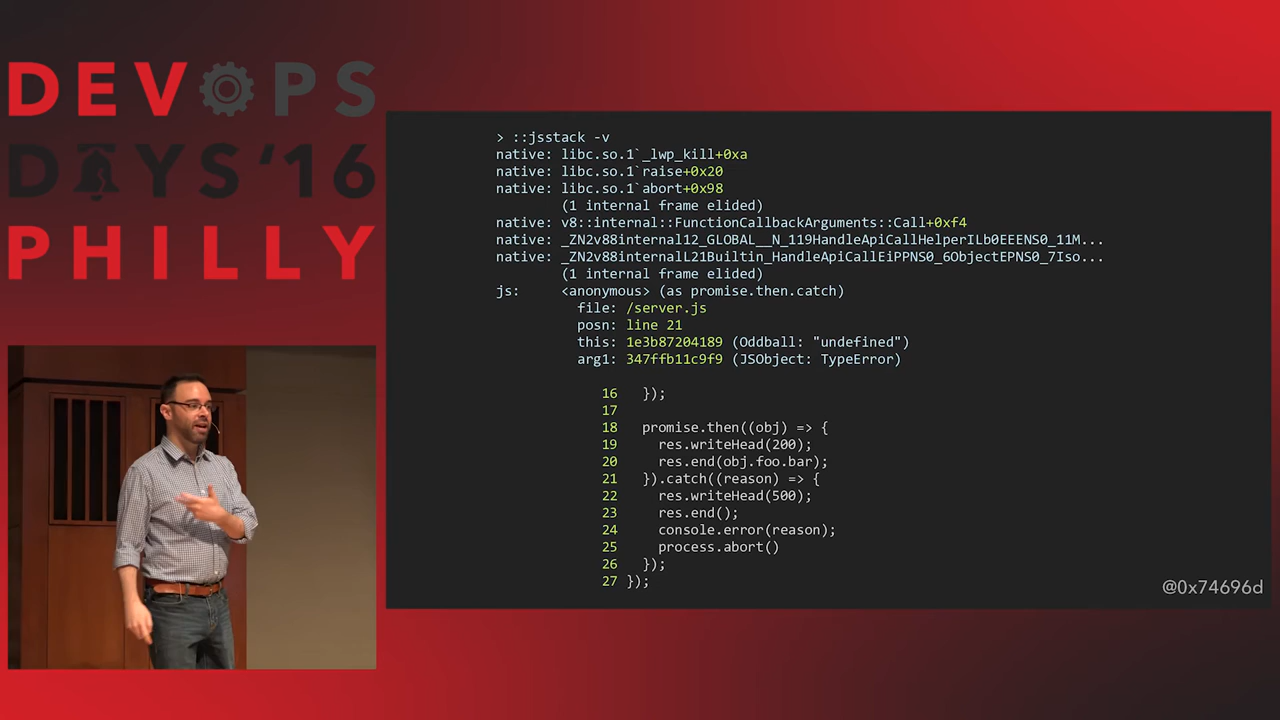 DEVOPS
DAYS '16
PHILLY
> ::jsstack -v
native: libc.so.1`_lwp_kill+0xa
native: libc.so.1`raise+0x20
native: libc.so.1`abort+0x98
(1 internal frame elided)
native: v8::internal::FunctionCallbackArguments::Call+0xf4
native: _ZN2v88internal12_GLOBAL__N_119HandleApiCallHelperILb0EEENS0_11M...
native: _ZN2v88internalL21Builtin_HandleApiCallEiPPNS0_6ObjectEPNS0_7Iso...
(1 internal frame elided)
js: <anonymous> (as promise.then.catch)
file: /server.js
posn: line 21
this: 1e3b87204189 (Oddball: "undefined")
arg1: 347ffb11c9f9 (JSObject: TypeError)
16 });
17
18 promise.then((obj) => {
19 res.writeHead(200);
20 res.end(obj.foo.bar);
21 }).catch((reason) => {
22 res.writeHead(500);
23 res.end();
24 console.error(reason);
25 process.abort()
26 });
27 });
@0x74696d